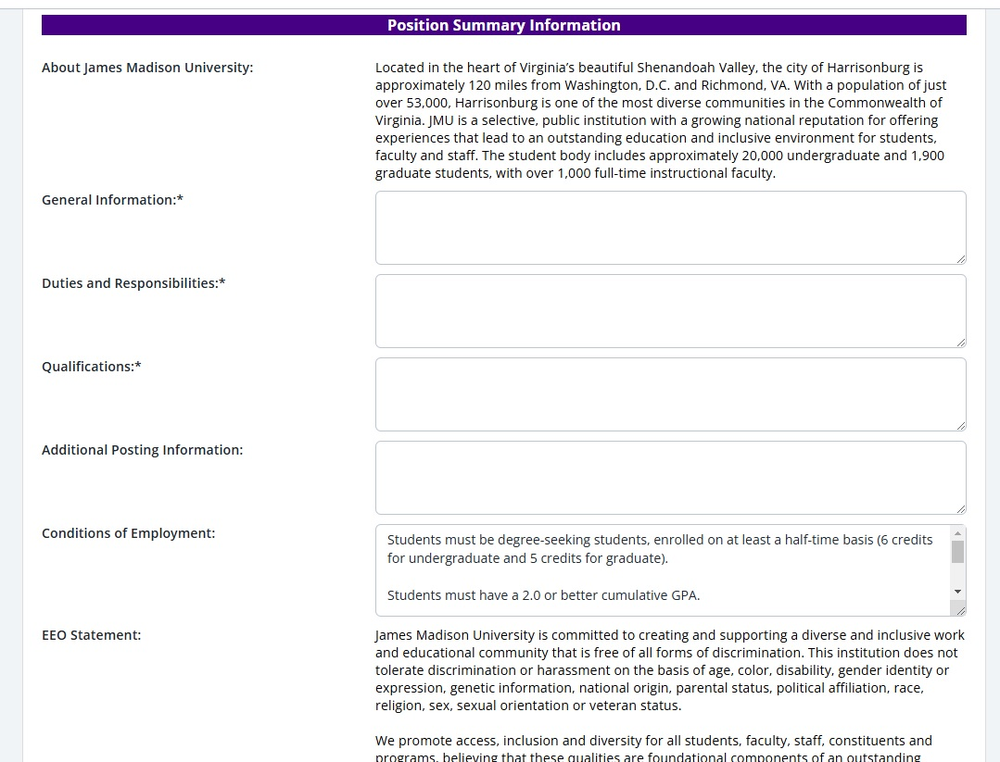 Position Summary Information
About James Madison University:
Located in the heart of Virginia’s beautiful Shenandoah Valley, the city of Harrisonburg is
approximately 120 miles from Washington, D.C. and Richmond, VA. With a population of just
over 53,000, Harrisonburg is one of the most diverse communities in the Commonwealth of
Virginia. JMU is a selective, public institution with a growing national reputation for offering
experiences that lead to an outstanding education and inclusive environment for students,
faculty and staff. The student body includes approximately 20,000 undergraduate and 1,900
graduate students, with over 1,000 full-time instructional faculty.
General Information:*
Duties and Responsibilities:*
Qualifications:*
Additional Posting Information:
Conditions of Employment:
Students must be degree-seeking students, enrolled on at least a half-time basis (6 credits
for undergraduate and 5 credits for graduate).
Students must have a 2.0 or better cumulative GPA.
EEO Statement:
James Madison University is committed to creating and supporting a diverse and inclusive work
and educational community that is free of all forms of discrimination. This institution does not
tolerate discrimination or harassment on the basis of age, color, disability, gender identity or
expression, genetic information, national origin, parental status, political affiliation, race,
religion, sex, sexual orientation or veteran status.
We promote access, inclusion and diversity for all students, faculty, staff, constituents and
programs, believing that these qualities are foundational components of an outstanding